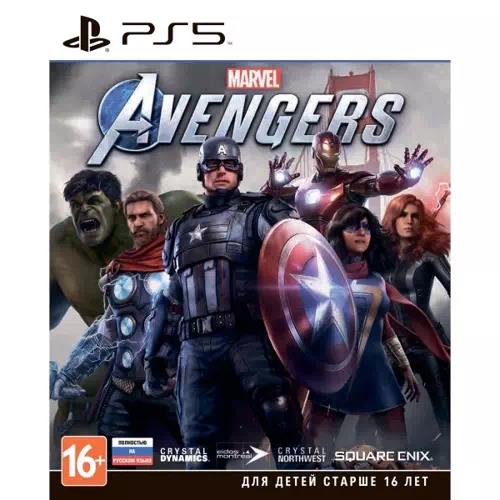 PS5
MARVEL
AVENGERS
A
16+
ПОЛНОСТЬЮ
НА
РУССКОМ ЯЗЫКЕ
CRYSTAL
DYNAMICS
eidos
montréal
CRYSTAL
NORTHWEST
SQUARE ENIX
ДЛЯ ДЕТЕЙ СТАРШЕ 16 ЛЕТ